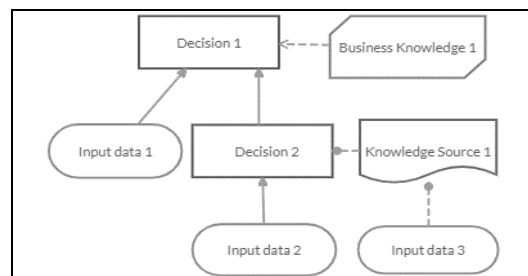 Decision 1
Business Knowledge 1
Input data 1
Decision 2
Knowledge Source 1
Input data 2
Input data 3